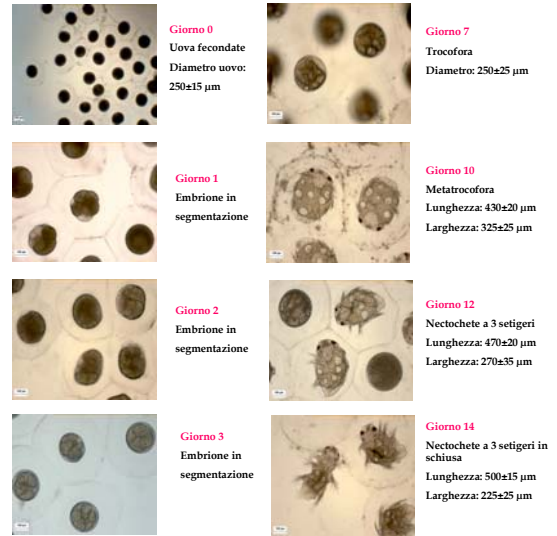 Giorno 0
Uova fecondate
Diametro uovo:
250±15 µm
Giorno 1
Embrione in
segmentazione
Giorno 2
Embrione in
segmentazione
Giorno 3
Embrione in
segmentazione
Giorno 7
Trocofora
Diametro: 250±25 µm
Giorno 10
Metatrocofora
Lunghezza: 430±20 µm
Larghezza: 325±25 µm
Giorno 12
Nectochete a 3 setigeri
Lunghezza: 470±20 µm
Larghezza: 270±35 µm
Giorno 14
Nectochete a 3 setigeri in
schiusa
Lunghezza: 500±15 µm
Larghezza: 225±25 µm